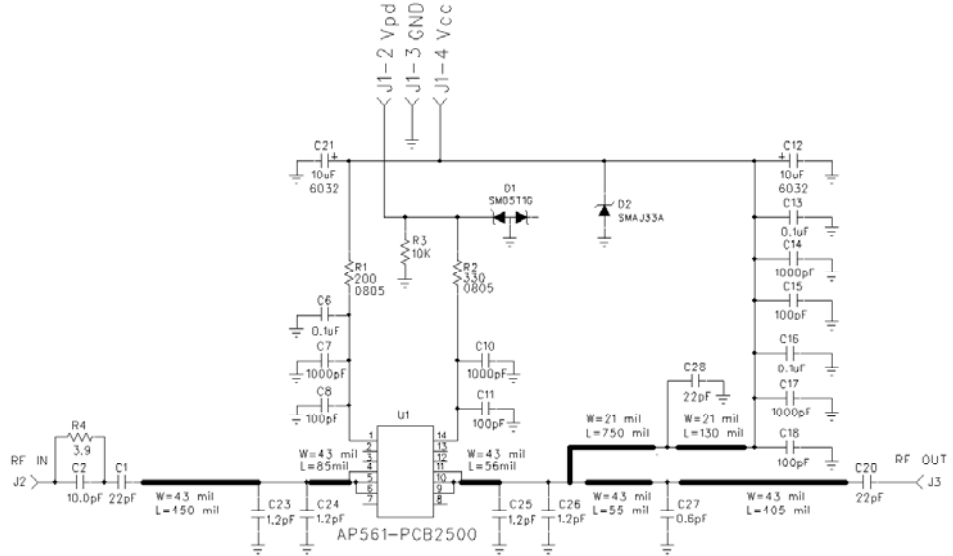 J1-2 Vpd
J1-3 GND
J1-4 Vcc
C21
+
10uF
6032
C12
+
10uF
6032
D1
SM05T1G
D2
SMAJ33A
C13
0.1uF
R3
10K
C14
1000pF
R1
200
0805
R2
330
0805
C15
100pF
C6
0.1uF
C16
0.1uF
C7
1000pF
C10
1000pF
C28
22pF
C17
1000pF
C8
100pF
C11
100pF
U1
W=21 mil
L=750 mil
W=21 mil
L=130 mil
C18
100pF
1
2
3
4
5
6
7
14
13
12
11
10
9
8
R4
3.9
RF IN
J2
C2
10.0pF
C1
22pF
W=43 mil
L=85mil
W=43 mil
L=56mil
C20
22pF
RF OUT
J3
W=43 mil
L=450 mil
C23
1.2pF
C24
1.2pF
C25
1.2pF
C26
1.2pF
W=43 mil
L=55 mil
C27
0.6pF
W=43 mil
L=405 mil
AP561-PCB2500